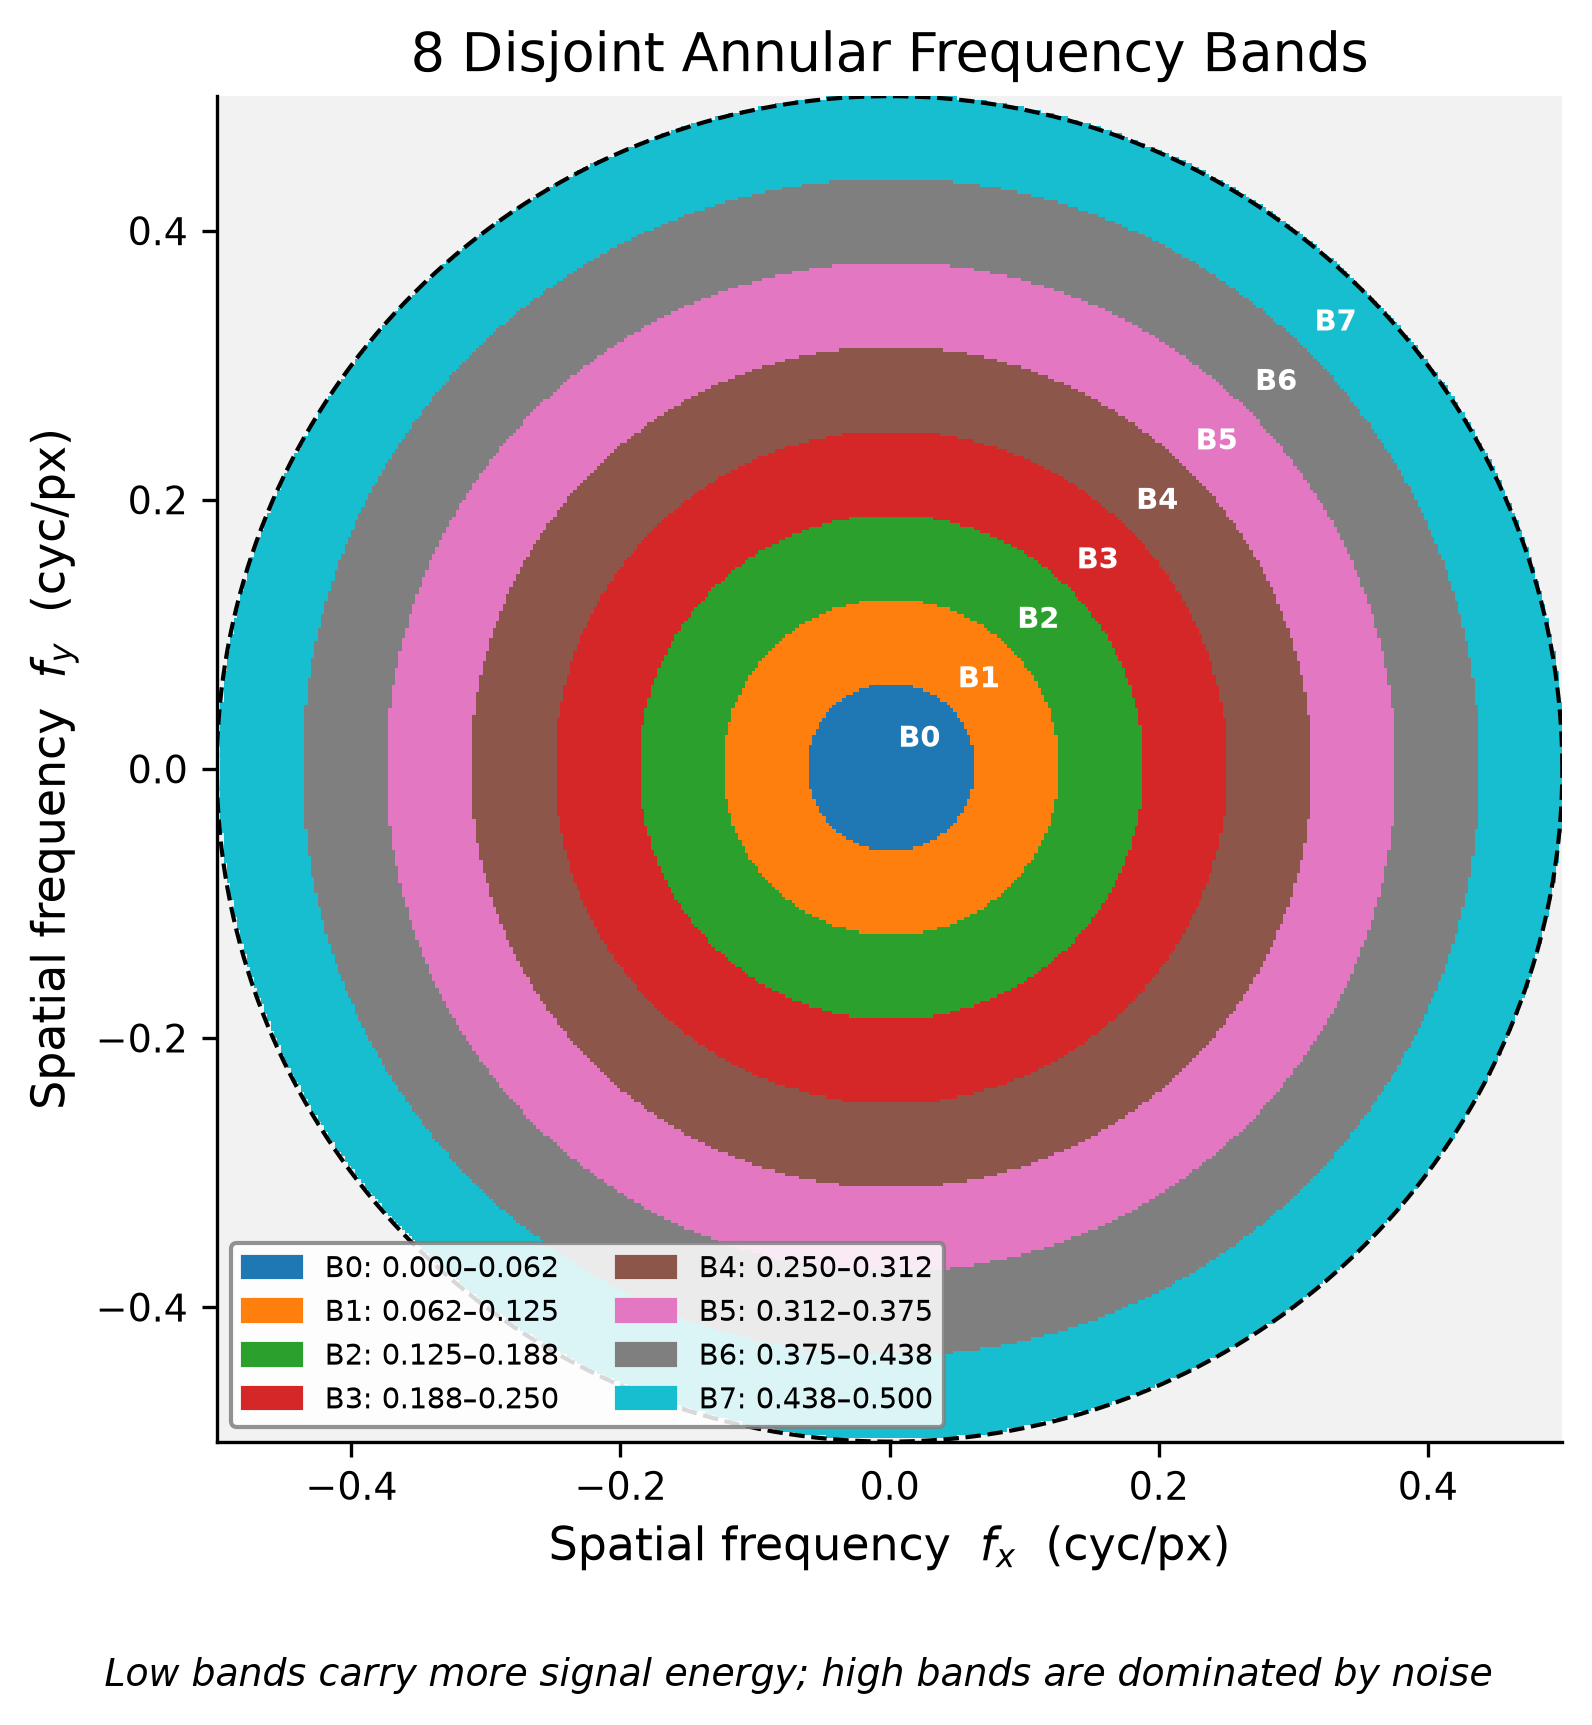 8 Disjoint Annular Frequency Bands
Spatial frequency f_y (cyc/px)
0.4
0.2
0.0
−0.2
−0.4
B7
B6
B5
B4
B3
B2
B1
B0
B0: 0.000–0.062
B1: 0.062–0.125
B2: 0.125–0.188
B3: 0.188–0.250
B4: 0.250–0.312
B5: 0.312–0.375
B6: 0.375–0.438
B7: 0.438–0.500
−0.4 −0.2 0.0 0.2 0.4
Spatial frequency f_x (cyc/px)
Low bands carry more signal energy; high bands are dominated by noise